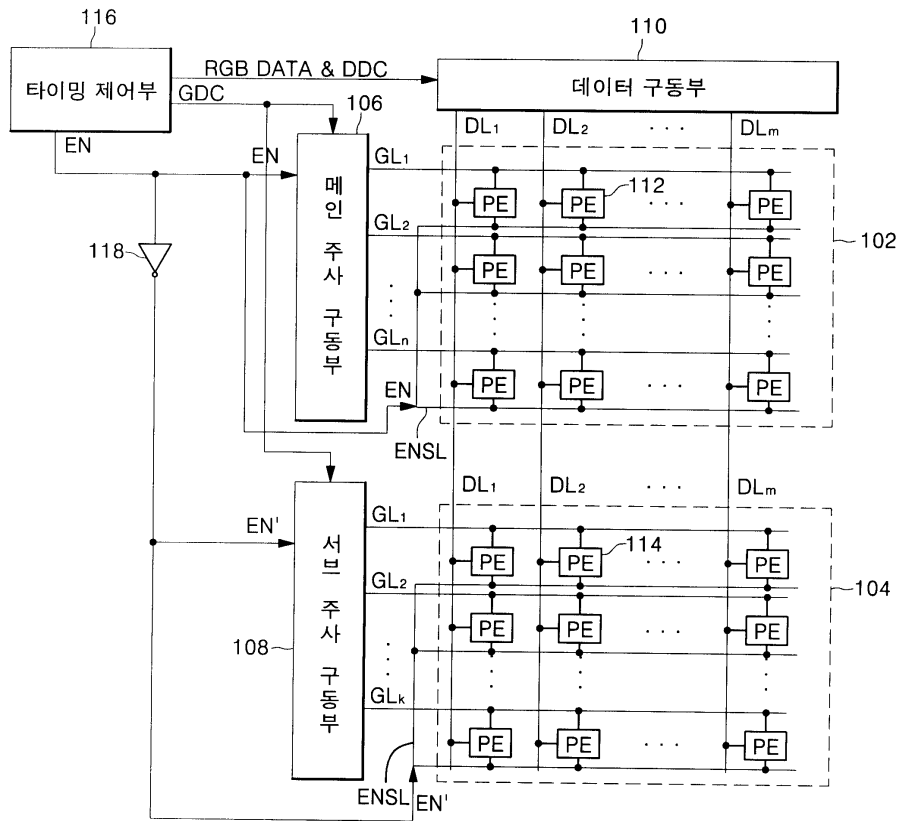 116
타이밍 제어부
RGB DATA & DDC
GDC
EN
110
데이터 구동부
DL1 DL2 · · · DLm
106
EN
메인 주사 구동부
GL1
GL2
GLn
PE PE 112 · · · PE
PE PE · · · PE
PE PE · · · PE
102
118
EN
ENSL
DL1 DL2 · · · DLm
EN'
서브 주사 구동부
108
GL1
GL2
GLk
PE PE 114 · · · PE
PE PE · · · PE
PE PE · · · PE
104
ENSL
EN'